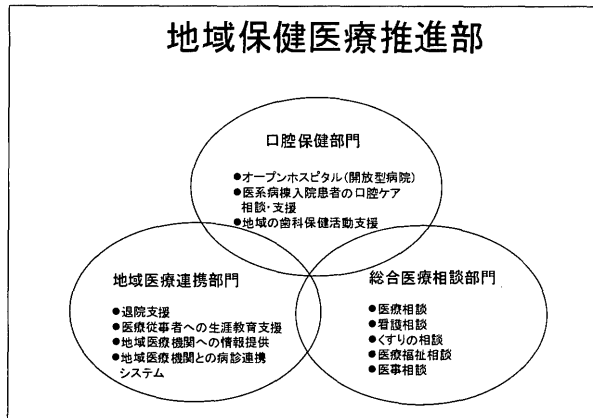 地域保健医療推進部
口腔保健部門
●オープンホスピタル(開放型病院)
●医系病棟入院患者の口腔ケア
相談・支援
●地域の歯科保健活動支援
地域医療連携部門
●退院支援
●医療従事者への生涯教育支援
●地域医療機関への情報提供
●地域医療機関との病診連携
システム
総合医療相談部門
●医療相談
●看護相談
●くすりの相談
●医療福祉相談
●医事相談